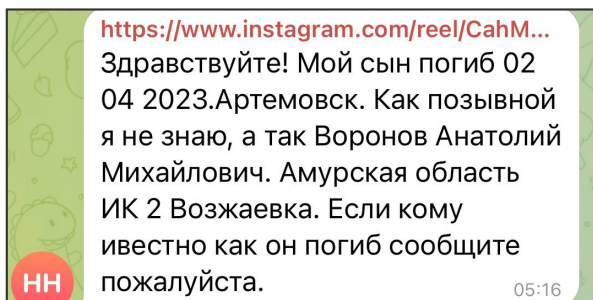 https://www.instagram.com/reel/CahM...
Здравствуйте! Мой сын погиб 02
04 2023.Артемовск. Как позывной
я не знаю, а так Воронов Анатолий
Михайлович. Амурская область
ИК 2 Возжаевка. Если кому
ивестно как он погиб сообщите
пожалуйста.
НН
05:16